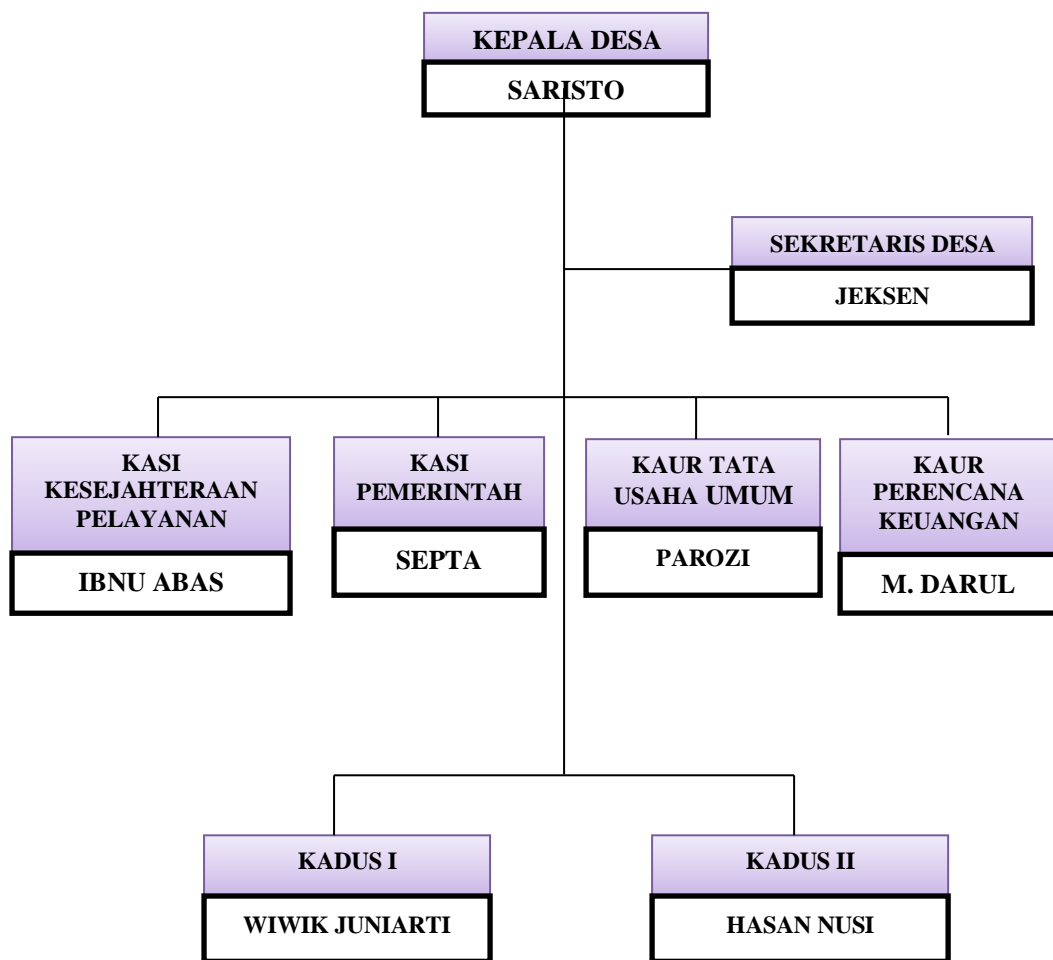 KEPALA DESA
SARISTO
SEKRETARIS DESA
JEKSEN
KASI
KESEJAHTERAAN
PELAYANAN
IBNU ABAS
KASI
PEMERINTAH
SEPTA
KAUR TATA
USAHA UMUM
PAROZI
KAUR
PERENCANA
KEUANGAN
M. DARUL
KADUS I
WIWIK JUNIARTI
KADUS II
HASAN NUSI